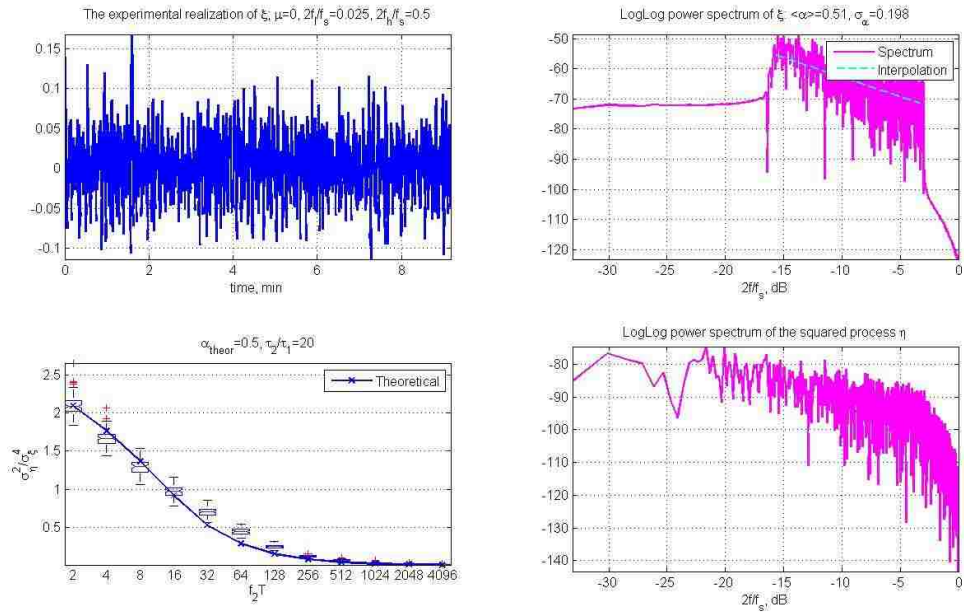 The experimental realization of ξ; μ=0, 2f_l/f_s=0.025, 2f_h/f_s=0.5
0.15
0.1
0.05
0
-0.05
-0.1
0 2 4 6 8
time, min
LogLog power spectrum of ξ: <α>=0.51, σ_α=0.198
Spectrum
Interpolation
-50
-60
-70
-80
-90
-100
-110
-120
-30 -25 -20 -15 -10 -5 0
2f/f_s, dB
α_theor=0.5, τ_2/τ_1=20
Theoretical
2.5
2
1.5
1
0.5
σ_η^2/σ_ξ^4
2 4 8 16 32 64 128 256 512 1024 2048 4096
f_2T
LogLog power spectrum of the squared process η
-80
-90
-100
-110
-120
-130
-140
-30 -25 -20 -15 -10 -5 0
2f/f_s, dB